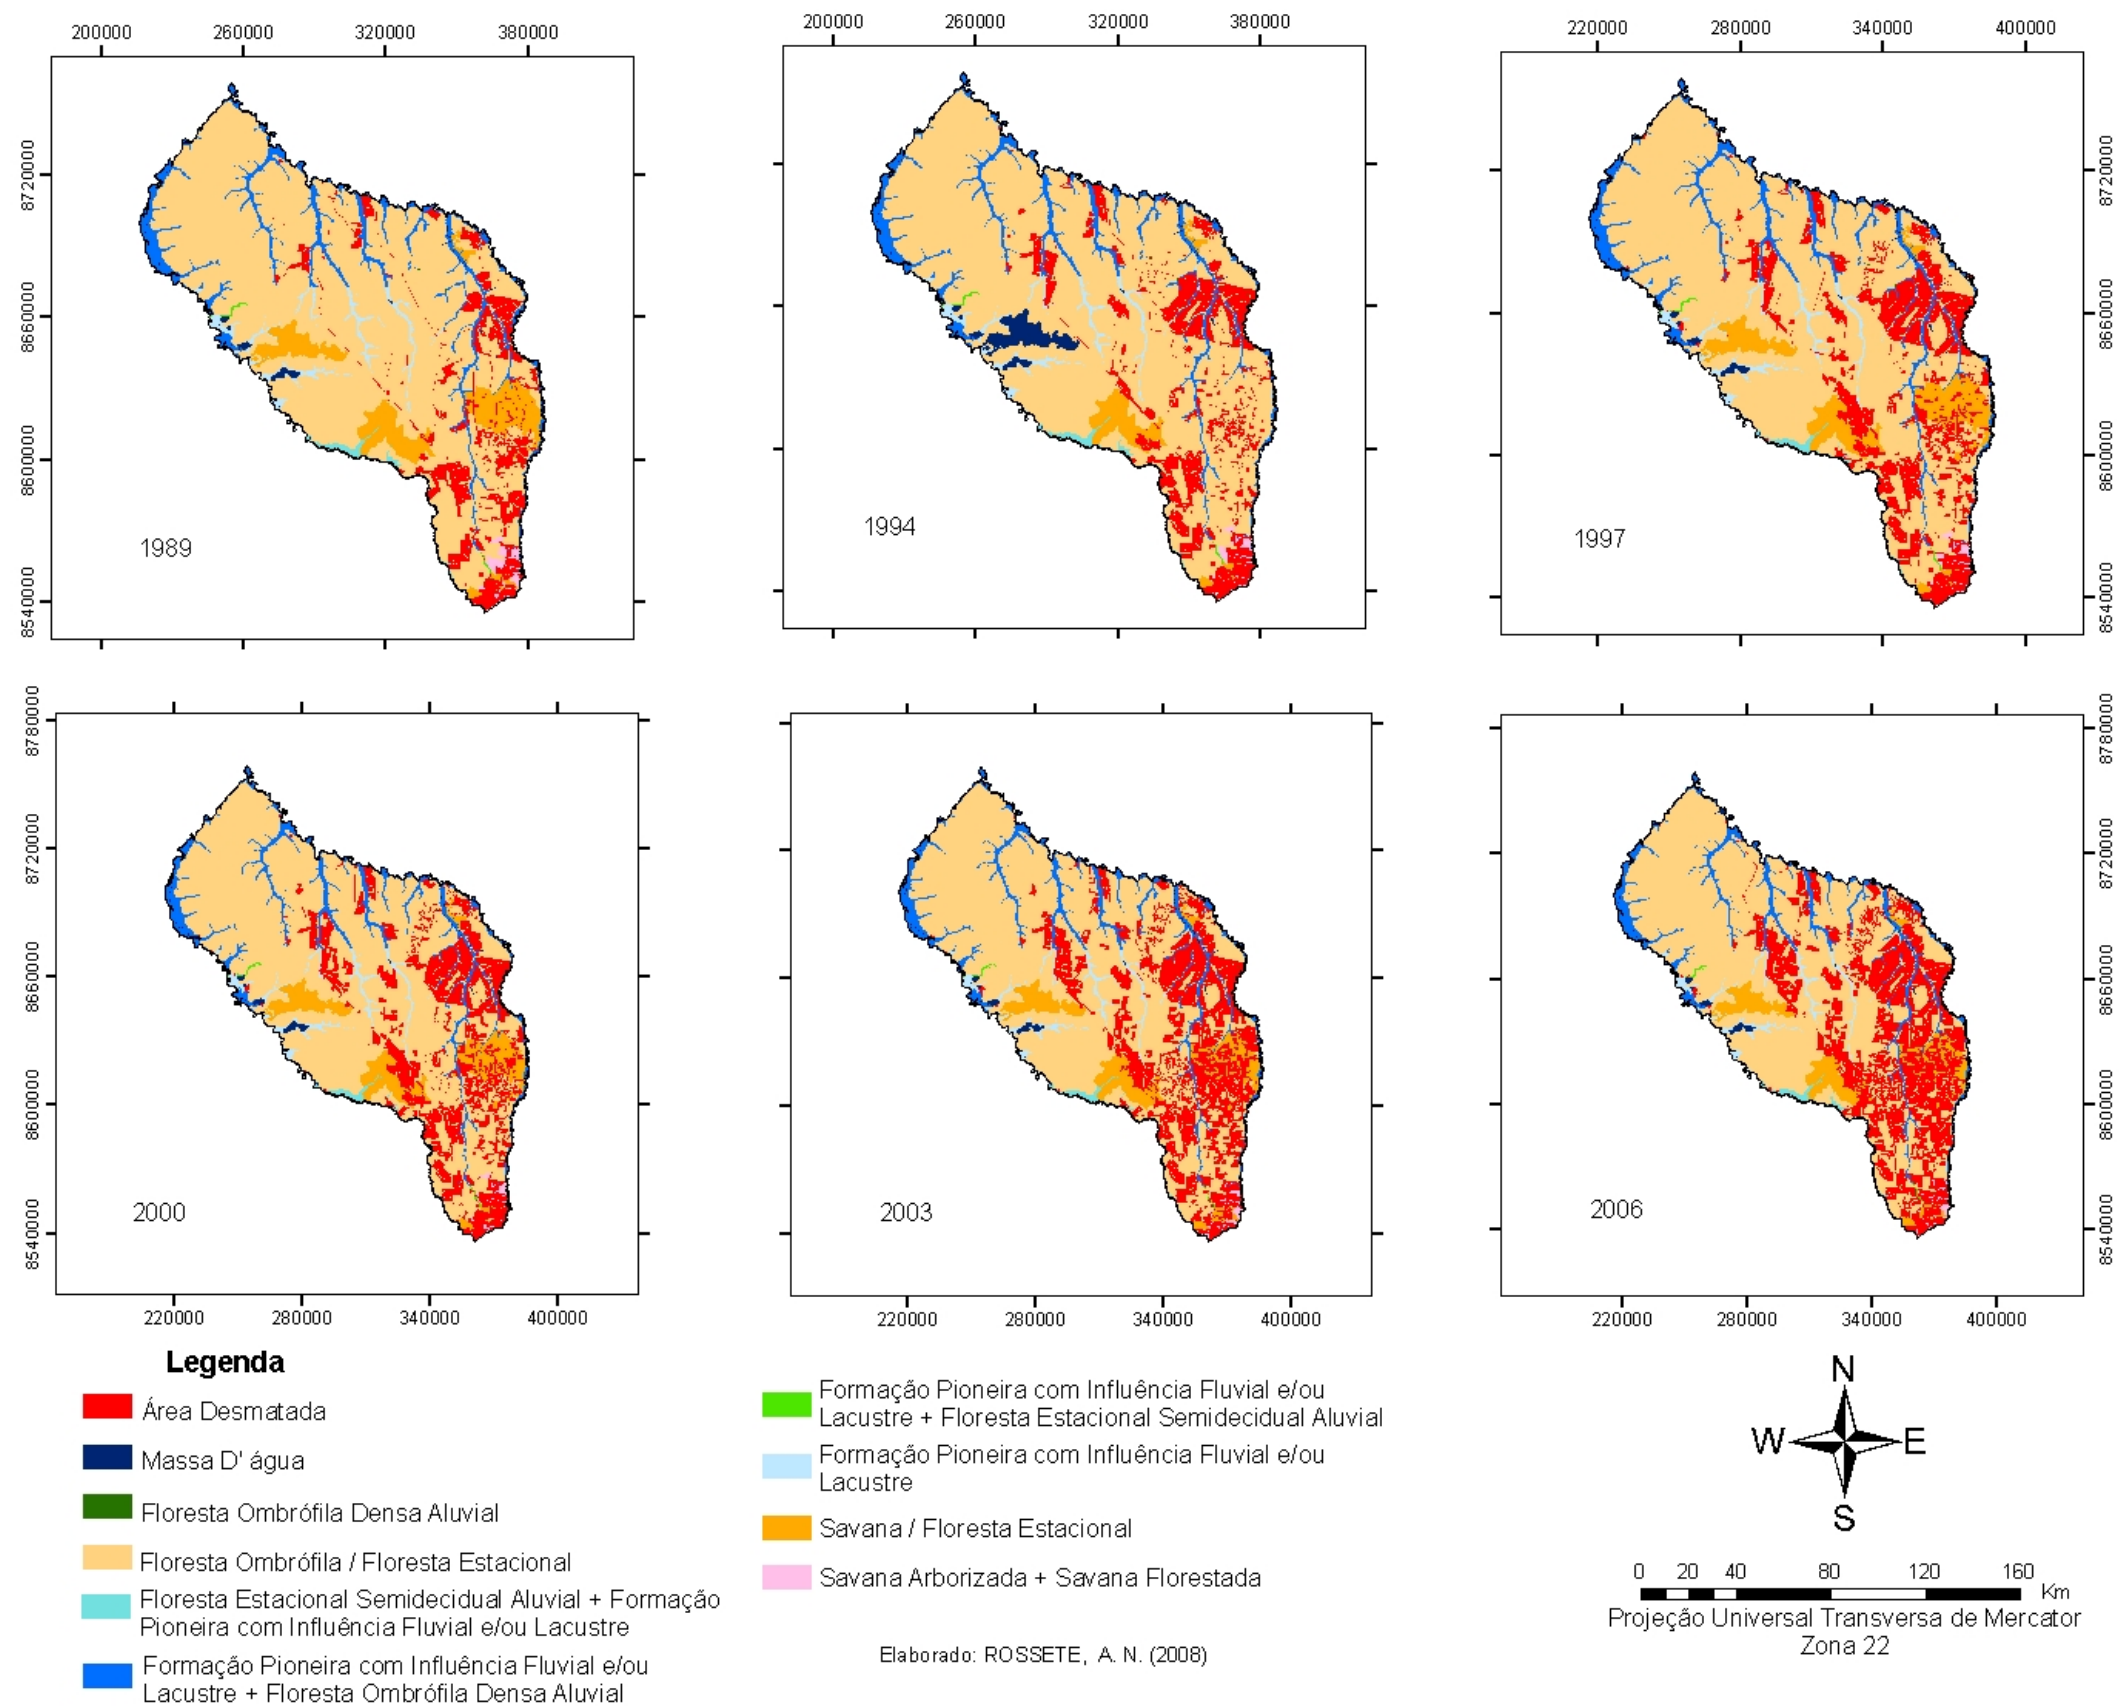 200000 260000 320000 380000
200000 260000 320000 380000
220000 280000 340000 400000
8720000
8660000
8600000
8540000
8720000
8660000
8600000
8540000
1989
1994
1997
8780000
8720000
8660000
8600000
8540000
8780000
8720000
8660000
8600000
8540000
2000
2003
2006
220000 280000 340000 400000
220000 280000 340000 400000
220000 280000 340000 400000
Legenda
Área Desmatada
Massa D' água
Floresta Ombrófila Densa Aluvial
Floresta Ombrófila / Floresta Estacional
Floresta Estacional Semidecidual Aluvial + Formação
Pioneira com Influência Fluvial e/ou Lacustre
Formação Pioneira com Influência Fluvial e/ou
Lacustre + Floresta Ombrófila Densa Aluvial
Formação Pioneira com Influência Fluvial e/ou
Lacustre + Floresta Estacional Semidecidual Aluvial
Formação Pioneira com Influência Fluvial e/ou
Lacustre
Savana / Floresta Estacional
Savana Arborizada + Savana Florestada
Elaborado: ROSSETE, A. N. (2008)
N
W E
S
0 20 40 80 120 160
Km
Projeção Universal Transversa de Mercator
Zona 22